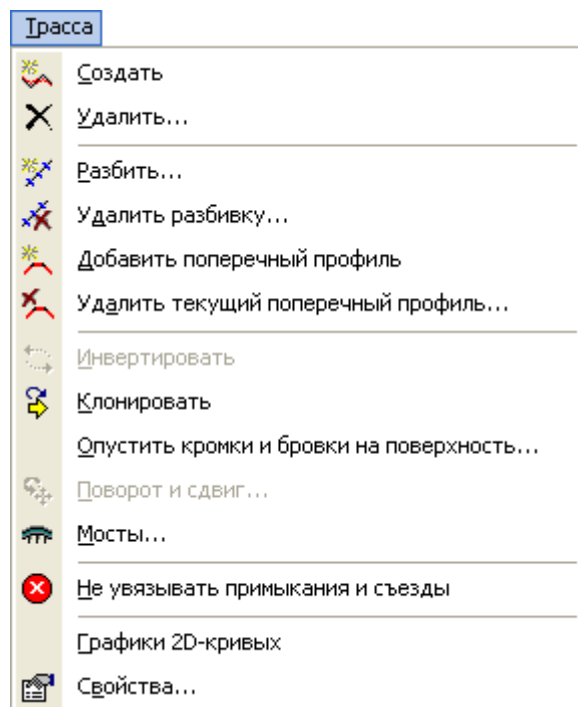 Трасса
Создать
Удалить...
Разбить...
Удалить разбивку...
Добавить поперечный профиль
Удалить текущий поперечный профиль...
Инвертировать
Клонировать
Опустить кромки и бровки на поверхность...
Поворот и сдвиг...
Мосты...
Не увязывать примыкания и съезды
Графики 2D-кривых
Свойства...